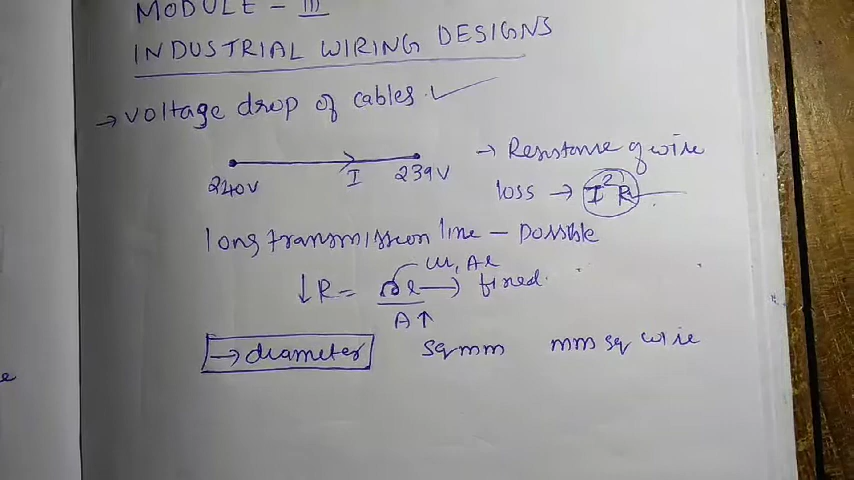 MODULE - III
INDUSTRIAL WIRING DESIGNS
→ voltage drop of cables ✓
240V I 239V → Resistance of wire
loss → I²R
long transmission line - possible
cu, Al
↓R = ρl → fixed
A↑
→ diameter sqmm mm sq wire
e